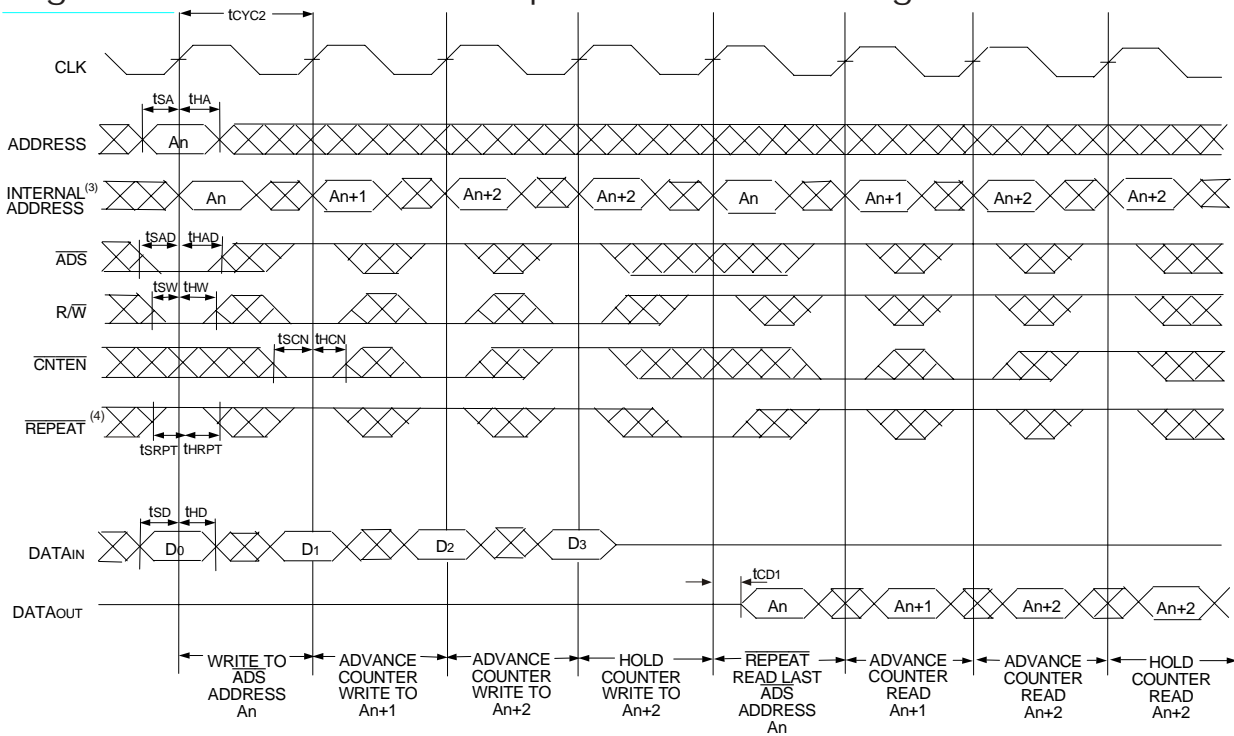 tCYC2
CLK
tSA tHA
ADDRESS An
INTERNAL(3) ADDRESS An An+1 An+2 An+2 An An+1 An+2 An+2
tSAD tHAD
ADS
tSW tHW
R/W
tSCN tHCN
CNTEN
REPEAT (4)
tSRPT tHRPT
tSD tHD
DATAIN D0 D1 D2 D3
tCD1
DATAOUT An An+1 An+2 An+2
WRITE TO
ADS
ADDRESS
An
ADVANCE
COUNTER
WRITE TO
An+1
ADVANCE
COUNTER
WRITE TO
An+2
HOLD
COUNTER
WRITE TO
An+2
REPEAT
READ LAST
ADS
ADDRESS
An
ADVANCE
COUNTER
READ
An+1
ADVANCE
COUNTER
READ
An+2
HOLD
COUNTER
READ
An+2